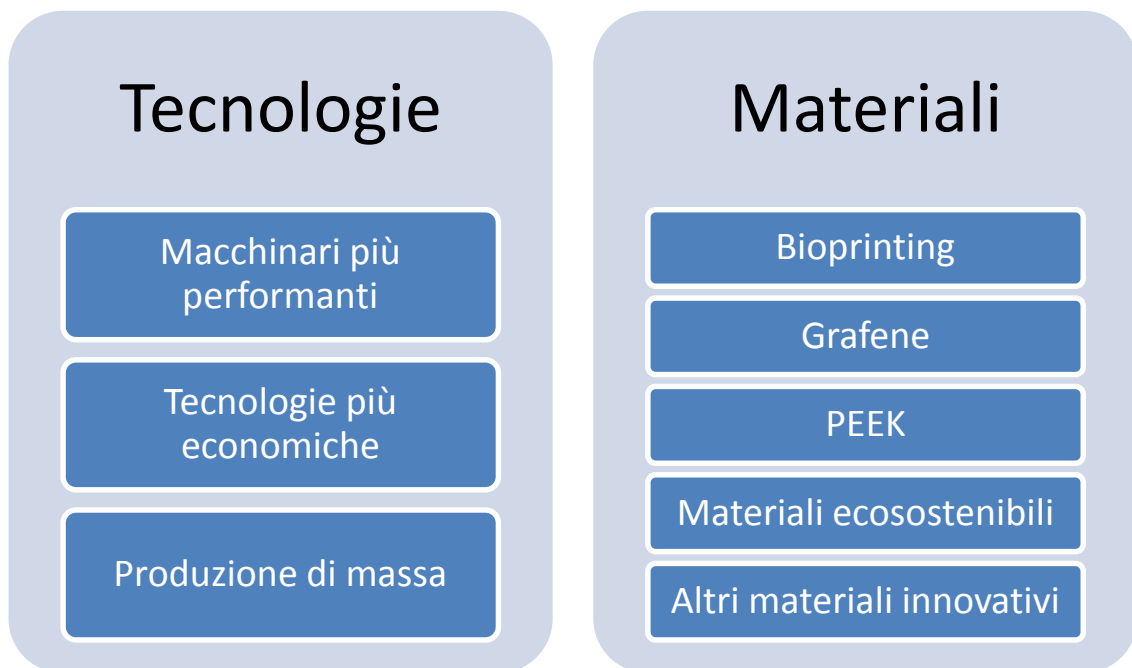 Tecnologie
Macchinari più
performanti
Tecnologie più
economiche
Produzione di massa
Materiali
Bioprinting
Grafene
PEEK
Materiali ecosostenibili
Altri materiali innovativi